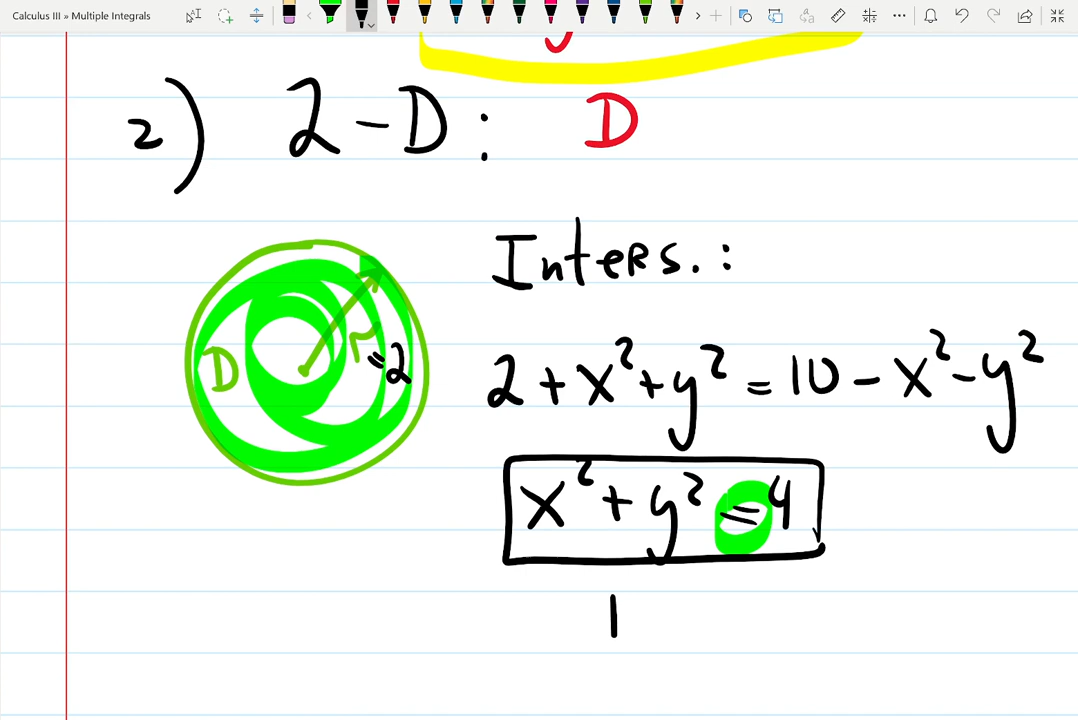 Calculus III » Multiple Integrals
2) 2-D: D
Inters.:
D r = 2
2 + x² + y² = 10 - x² - y²
x² + y² = 4